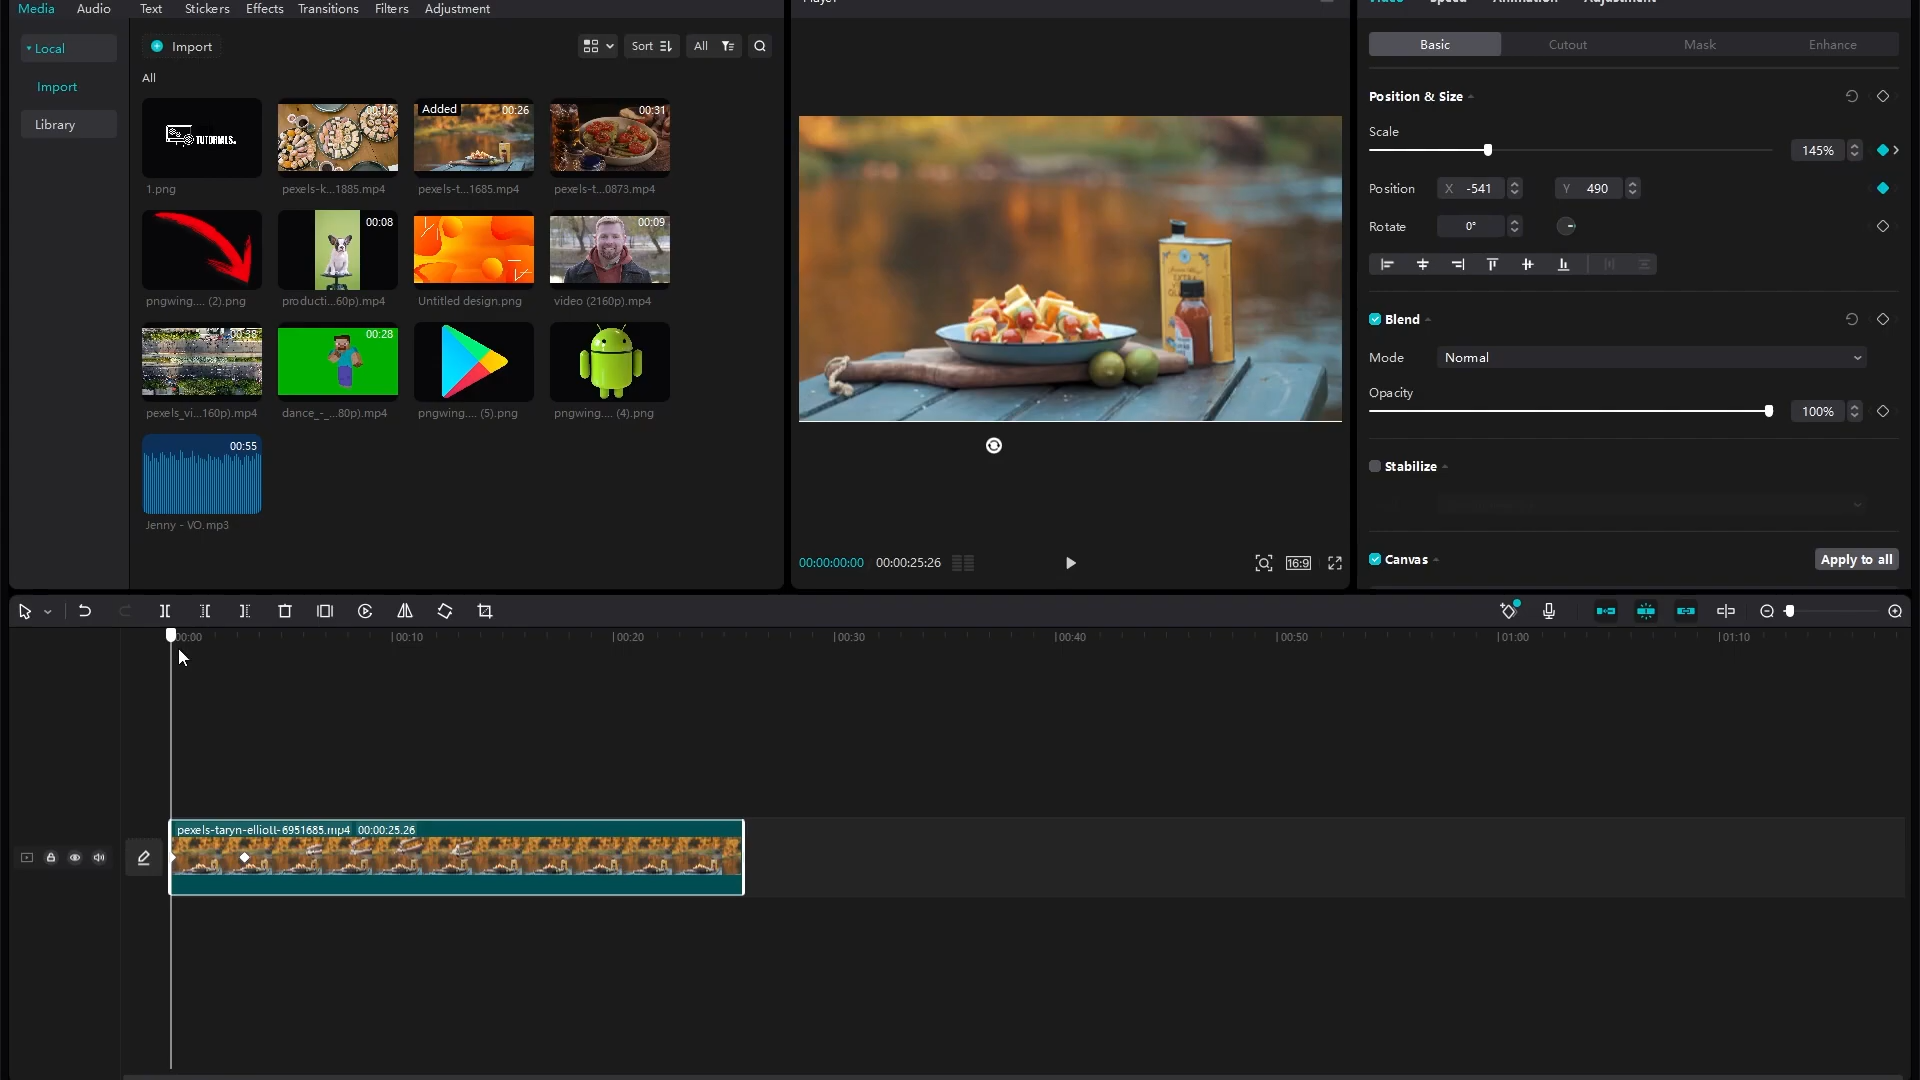 Media Audio Text Stickers Effects Transitions Filters Adjustment
Local
Import
Library
Import
Sort
All
All
TUTORIALS.
00:12
Added
00:26
00:31
1.png
pexels-k...1885.mp4
pexels-t...1685.mp4
pexels-t...0873.mp4
00:08
00:09
pngwing.... (2).png
producti...60p).mp4
Untitled design.png
video (2160p).mp4
00:38
00:28
pexels_vi...160p).mp4
dance_-_...80p).mp4
pngwing.... (5).png
pngwing.... (4).png
00:55
Jenny - VO.mp3
00:00:00:00 00:00:25:26
16:9
Basic Cutout Mask Enhance
Position & Size
Scale
145%
Position X -541 Y 490
Rotate 0°
Blend
Mode Normal
Opacity
100%
Stabilize
Canvas Apply to all
00:00 00:10 00:20 00:30 00:40 00:50 01:00 01:10
pexels-taryn-elliott-6951685.mp4 00:00:25.26